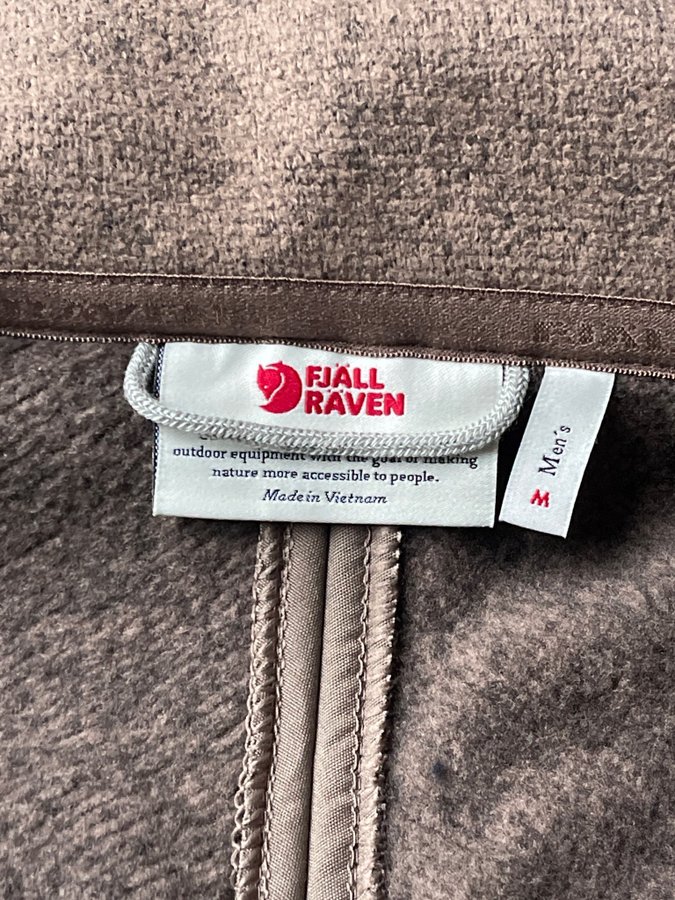 FJÄLL
RÄVEN
outdoor equipment with the goal of making
nature more accessible to people.
Made in Vietnam
Men's
M